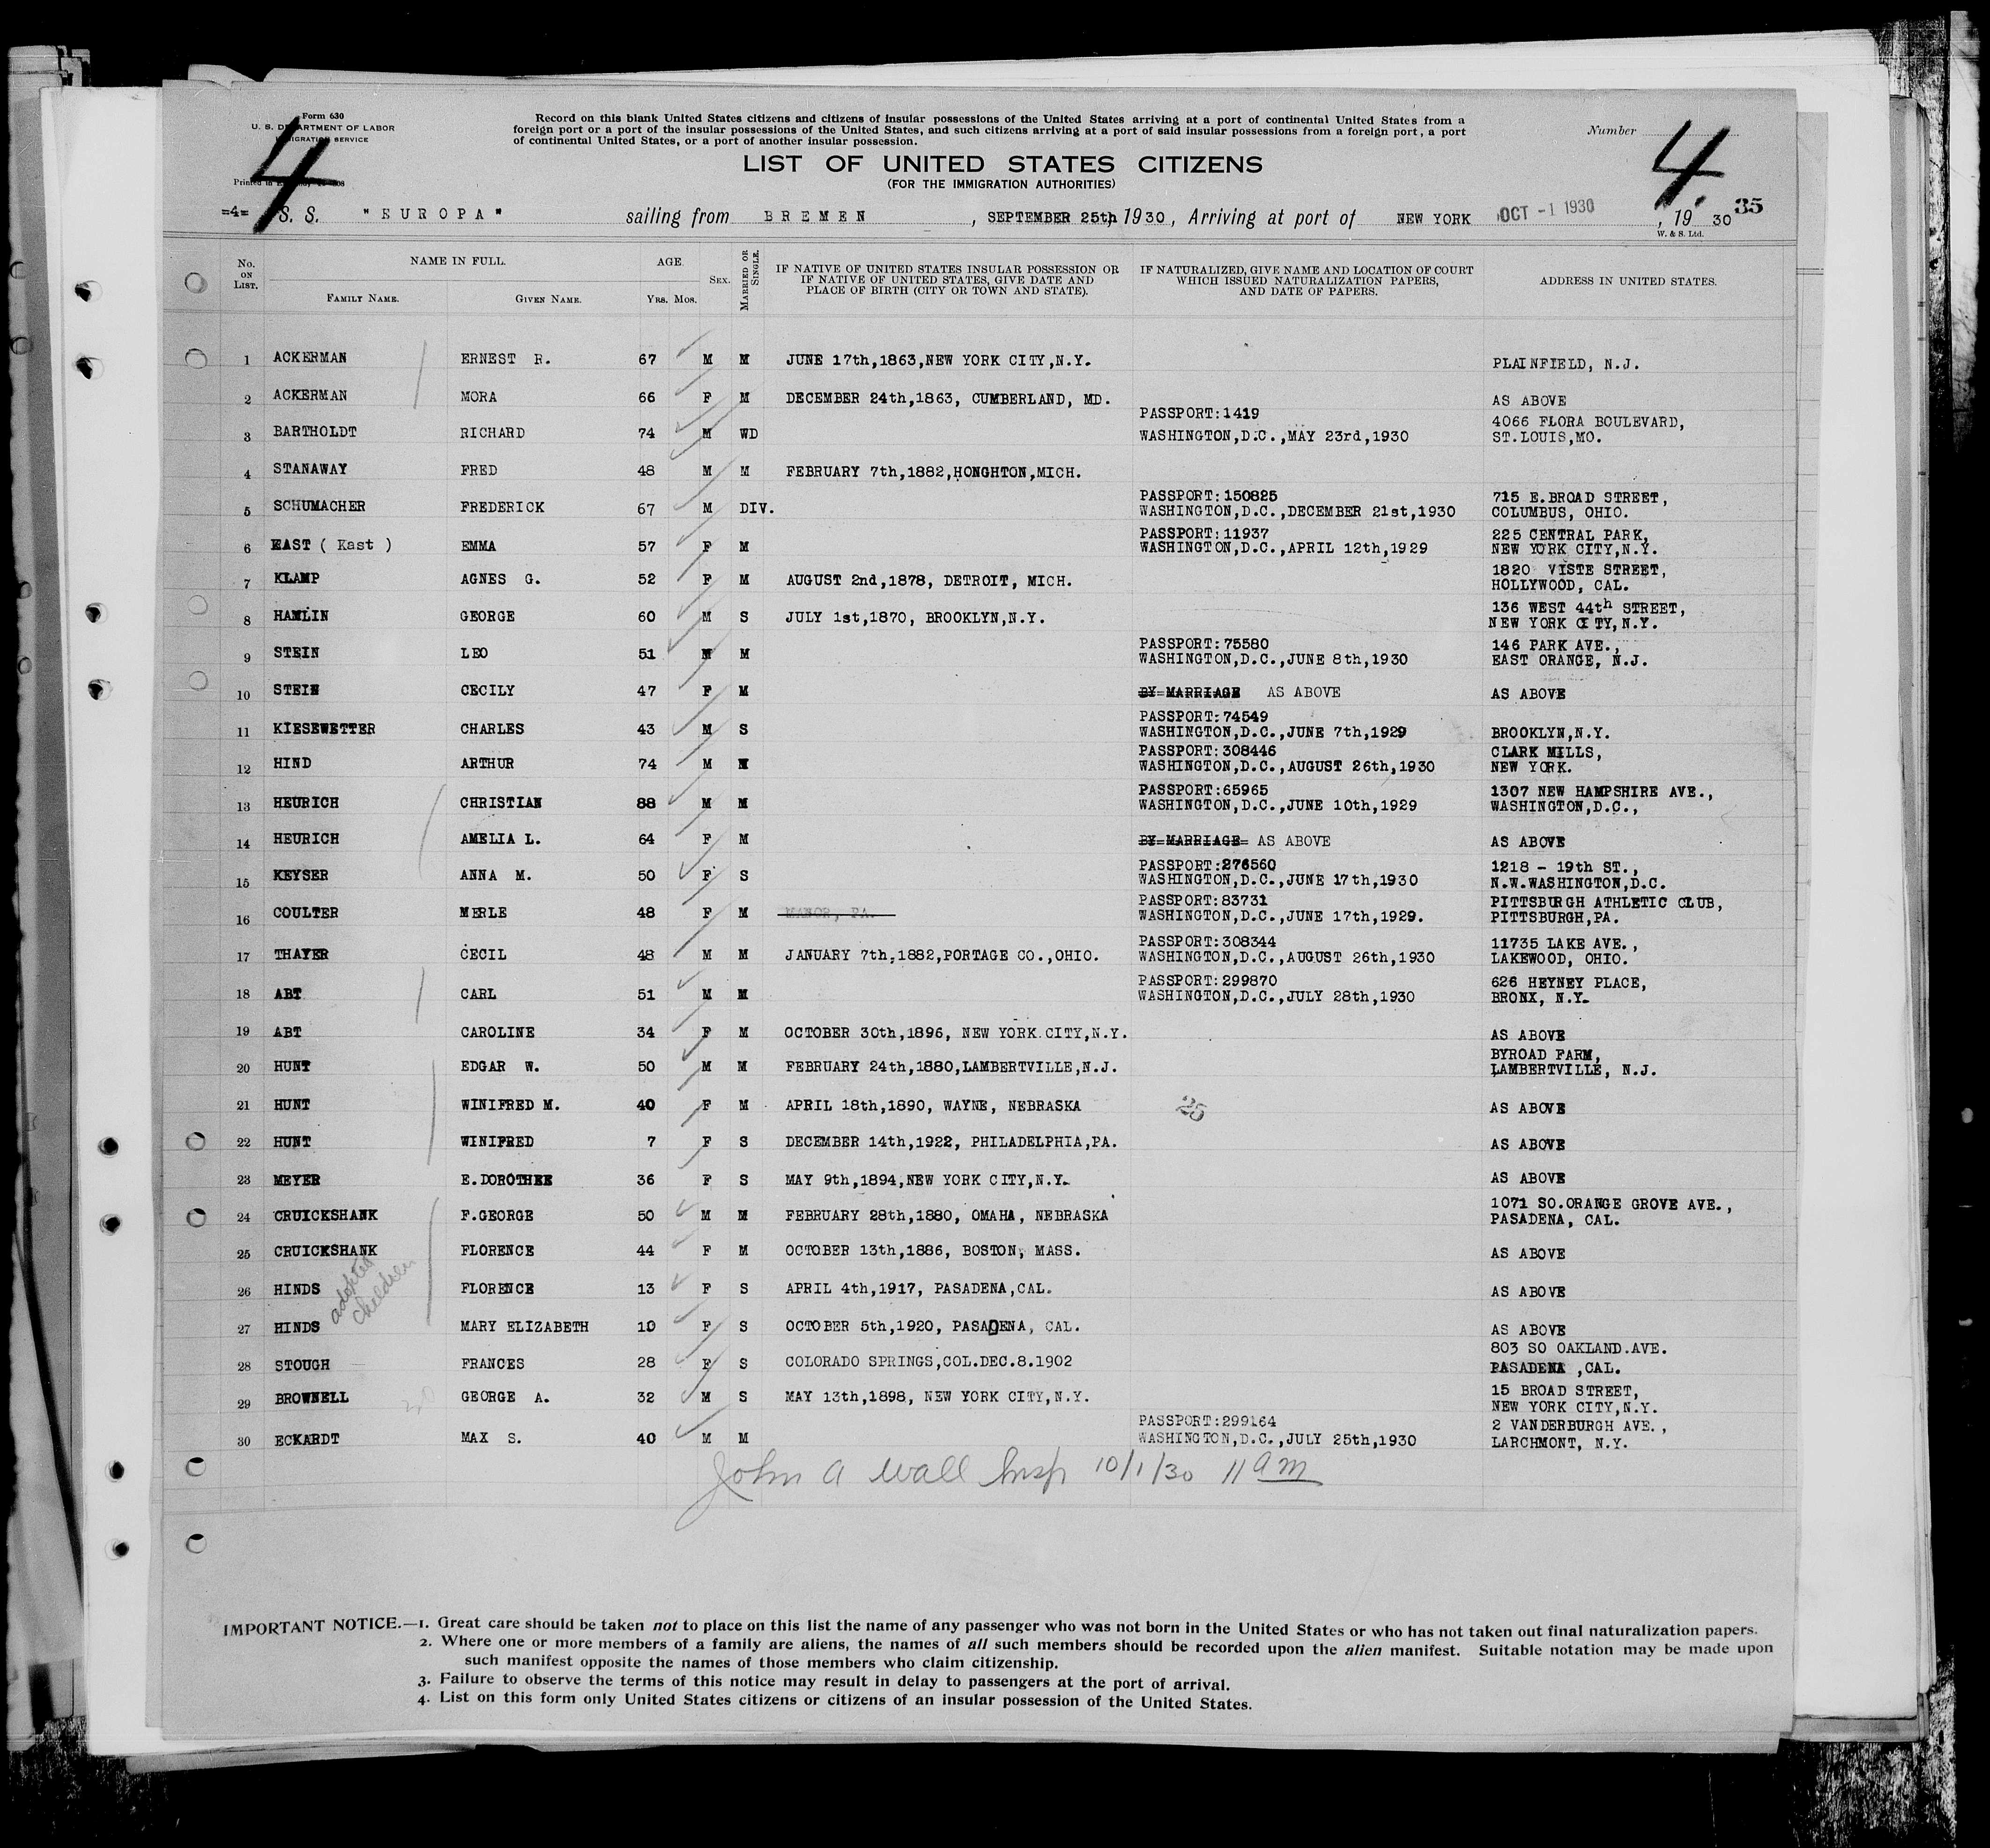 Form 630
U. S. DEPARTMENT OF LABOR
IMMIGRATION SERVICE
Printed in
4
Record on this blank United States citizens and citizens of insular possessions of the United States arriving at a port of continental United States from a
foreign port or a port of the insular possessions of the United States, and such citizens arriving at a port of said insular possessions from a foreign port, a port
of continental United States, or a port of another insular possession.
Number 4
LIST OF UNITED STATES CITIZENS
(FOR THE IMMIGRATION AUTHORITIES)
=4= S. S. "EUROPA" sailing from BREMEN, SEPTEMBER 25th, 1930, Arriving at port of NEW YORK OCT -1 1930, 19 30 35
W. & S. Ltd.
No. ON LIST. NAME IN FULL. FAMILY NAME. GIVEN NAME. AGE. YRS. MOS. SEX. MARRIED OR SINGLE. IF NATIVE OF UNITED STATES INSULAR POSSESSION OR IF NATIVE OF UNITED STATES, GIVE DATE AND PLACE OF BIRTH (CITY OR TOWN AND STATE). IF NATURALIZED, GIVE NAME AND LOCATION OF COURT WHICH ISSUED NATURALIZATION PAPERS, AND DATE OF PAPERS. ADDRESS IN UNITED STATES.
1 ACKERMAN ERNEST R. 67 M M JUNE 17th,1863,NEW YORK CITY,N.Y. PLAINFIELD, N.J.
2 ACKERMAN MORA 66 F M DECEMBER 24th,1863, CUMBERLAND, MD. AS ABOVE
3 BARTHOLDT RICHARD 74 M WD PASSPORT:1419 WASHINGTON,D.C.,MAY 23rd,1930 4066 FLORA BOULEVARD, ST.LOUIS,MO.
4 STANAWAY FRED 48 M M FEBRUARY 7th,1882,HONGHTON,MICH.
5 SCHUMACHER FREDERICK 67 M DIV. PASSPORT:150825 WASHINGTON,D.C.,DECEMBER 21st,1930 715 E.BROAD STREET, COLUMBUS, OHIO.
6 EAST ( Kast ) EMMA 57 F M PASSPORT:11937 WASHINGTON,D.C.,APRIL 12th,1929 225 CENTRAL PARK, NEW YORK CITY,N.Y.
7 KLAMP AGNES G. 52 F M AUGUST 2nd,1878, DETROIT, MICH. 1820 VISTE STREET, HOLLYWOOD, CAL.
8 HAMLIN GEORGE 60 M S JULY 1st,1870, BROOKLYN,N.Y. 136 WEST 44th STREET, NEW YORK CITY,N.Y.
9 STEIN LEO 51 M M PASSPORT:75580 WASHINGTON,D.C.,JUNE 8th,1930 146 PARK AVE., EAST ORANGE, N.J.
10 STEIN CECILY 47 F M BY MARRIAGE AS ABOVE AS ABOVE
11 KIESEWETTER CHARLES 43 M S PASSPORT:74549 WASHINGTON,D.C.,JUNE 7th,1929 BROOKLYN,N.Y.
12 HIND ARTHUR 74 M M PASSPORT:308446 WASHINGTON,D.C.,AUGUST 26th,1930 CLARK MILLS, NEW YORK.
13 HEURICH CHRISTIAN 88 M M PASSPORT:65965 WASHINGTON,D.C.,JUNE 10th,1929 1307 NEW HAMPSHIRE AVE., WASHINGTON,D.C.,
14 HEURICH AMELIA L. 64 F M BY MARRIAGE AS ABOVE AS ABOVE
15 KEYSER ANNA M. 50 F S PASSPORT:276560 WASHINGTON,D.C.,JUNE 17th,1930 1218 - 19th ST., N.W.WASHINGTON,D.C.
16 COULTER MERLE 48 F M MANOR, PA. PASSPORT:83731 WASHINGTON,D.C.,JUNE 17th,1929. PITTSBURGH ATHLETIC CLUB, PITTSBURGH,PA.
17 THAYER CECIL 48 M M JANUARY 7th,1882,PORTAGE CO.,OHIO. PASSPORT:308344 WASHINGTON,D.C.,AUGUST 26th,1930 11735 LAKE AVE., LAKEWOOD, OHIO.
18 ABT CARL 51 M M PASSPORT:299870 WASHINGTON,D.C.,JULY 28th,1930 626 HEYNEY PLACE, BRONX, N.Y.
19 ABT CAROLINE 34 F M OCTOBER 30th,1896, NEW YORK CITY,N.Y. AS ABOVE
20 HUNT EDGAR W. 50 M M FEBRUARY 24th,1880,LAMBERTVILLE,N.J. BYROAD FARM, LAMBERTVILLE, N.J.
21 HUNT WINIFRED M. 40 F M APRIL 18th,1890, WAYNE, NEBRASKA 25 AS ABOVE
22 HUNT WINIFRED 7 F S DECEMBER 14th,1922, PHILADELPHIA,PA. AS ABOVE
23 MEYER E.DOROTHEE 36 F S MAY 9th,1894,NEW YORK CITY,N.Y. AS ABOVE
24 CRUICKSHANK F.GEORGE 50 M M FEBRUARY 28th,1880, OMAHA, NEBRASKA 1071 SO.ORANGE GROVE AVE., PASADENA, CAL.
25 CRUICKSHANK FLORENCE 44 F M OCTOBER 13th,1886, BOSTON, MASS. AS ABOVE
adopted children
26 HINDS FLORENCE 13 F S APRIL 4th,1917, PASADENA,CAL. AS ABOVE
27 HINDS MARY ELIZABETH 10 F S OCTOBER 5th,1920, PASADENA, CAL. AS ABOVE
28 STOUGH FRANCES 28 F S COLORADO SPRINGS,COL.DEC.8.1902 803 SO OAKLAND.AVE. PASADENA ,CAL.
29 BROWNELL GEORGE A. 32 M S MAY 13th,1898, NEW YORK CITY,N.Y. 15 BROAD STREET, NEW YORK CITY,N.Y.
30 ECKARDT MAX S. 40 M M PASSPORT:299164 WASHINGTON,D.C.,JULY 25th,1930 2 VANDERBURGH AVE., LARCHMONT, N.Y.
John A Wall Insp 10/1/30 11 am
IMPORTANT NOTICE.—1. Great care should be taken not to place on this list the name of any passenger who was not born in the United States or who has not taken out final naturalization papers.
2. Where one or more members of a family are aliens, the names of all such members should be recorded upon the alien manifest. Suitable notation may be made upon
such manifest opposite the names of those members who claim citizenship.
3. Failure to observe the terms of this notice may result in delay to passengers at the port of arrival.
4. List on this form only United States citizens or citizens of an insular possession of the United States.